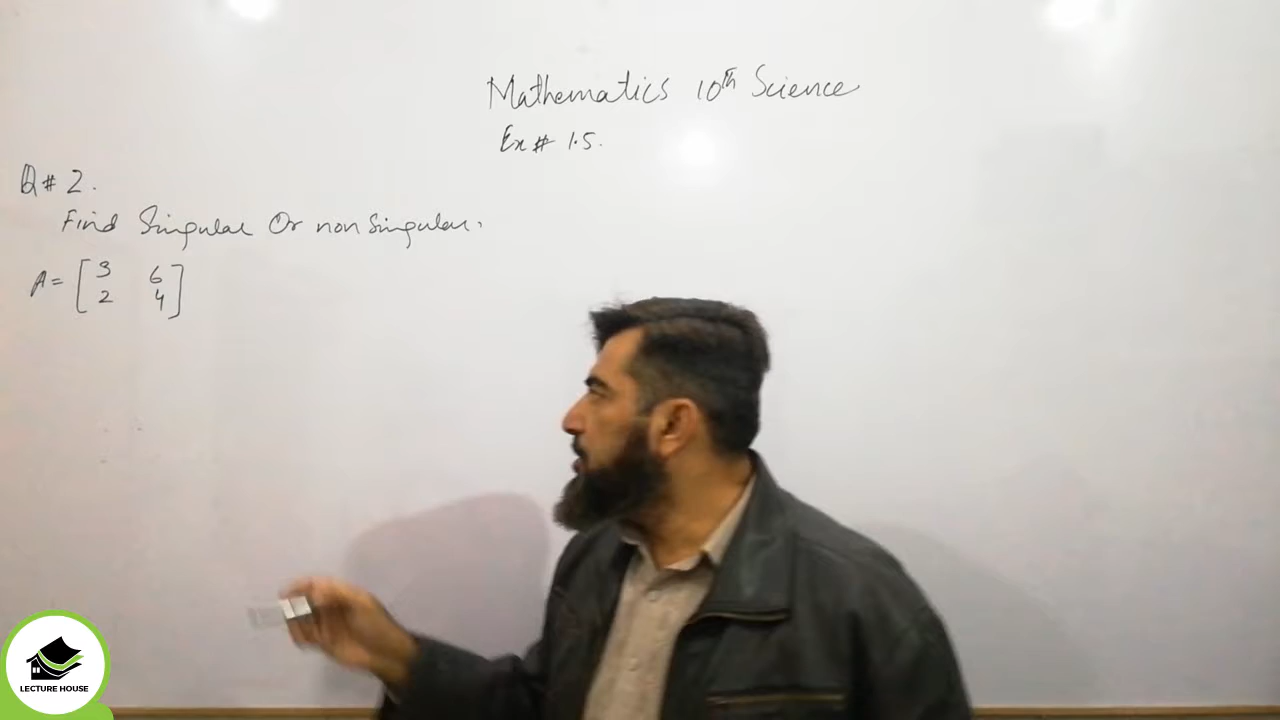 Mathematics 10th Science
Ex # 1.5.
Q # 2.
Find Singular Or non Singular.
A = [3 6
2 4]
LECTURE HOUSE